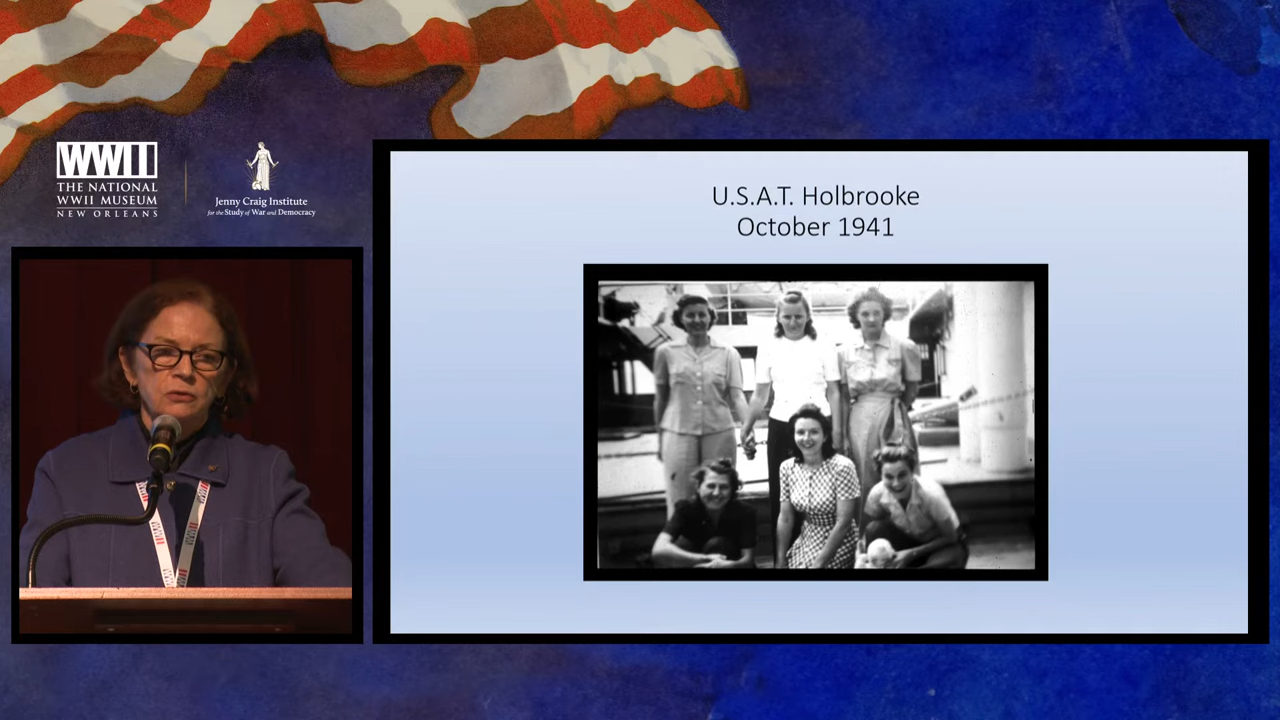 WWII
THE NATIONAL
WWII MUSEUM
NEW ORLEANS
Jenny Craig Institute
for the Study of War and Democracy
U.S.A.T. Holbrooke
October 1941